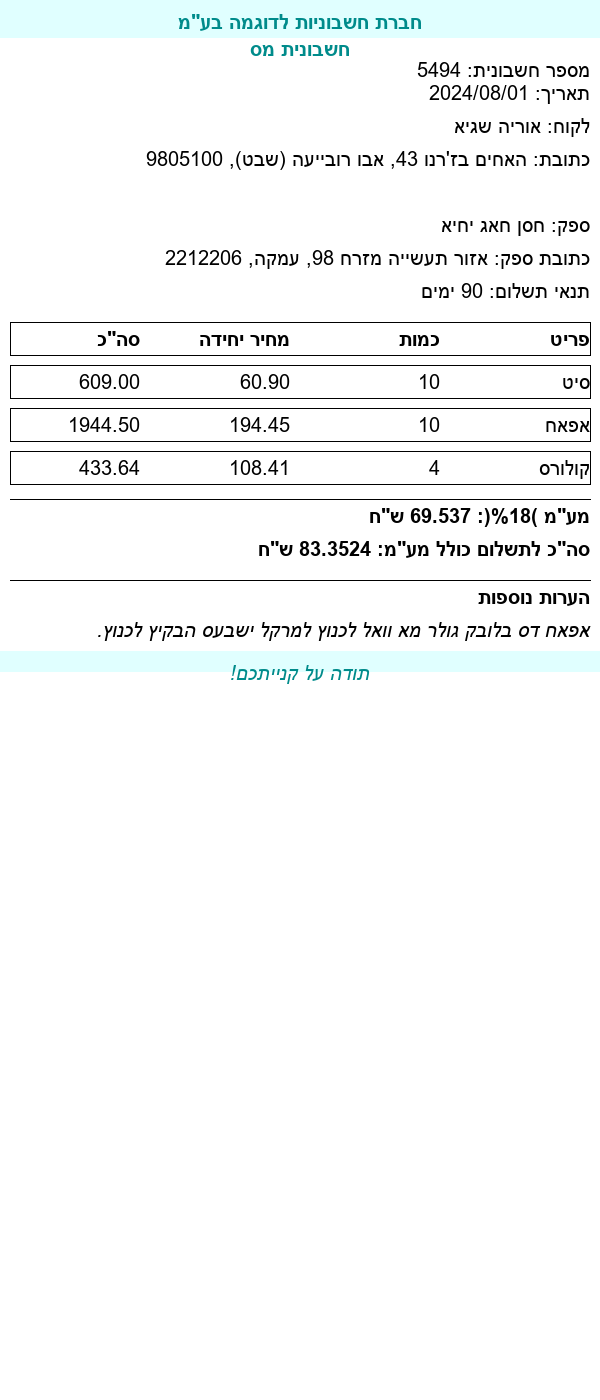 חברת חשבוניות לדוגמה בע"מ
חשבונית מס
מספר חשבונית: 5494
תאריך: 2024/08/01
לקוח: אוריה שגיא
כתובת: האחים בז'רנו 43, אבו רובייעה (שבט), 9805100
ספק: חסן חאג יחיא
כתובת ספק: אזור תעשייה מזרח 98, עמקה, 2212206
תנאי תשלום: 90 ימים
פריט כמות מחיר יחידה סה"כ
סיט 10 60.90 609.00
אפאח 10 194.45 1944.50
קולורס 4 108.41 433.64
מע"מ )18%(: 69.537 ש"ח
סה"כ לתשלום כולל מע"מ: 83.3524 ש"ח
הערות נוספות
אפאח דס בלובק גולר מא וואל לכנוץ למרקל ישבעס הבקיץ לכנוץ.
תודה על קנייתכם!